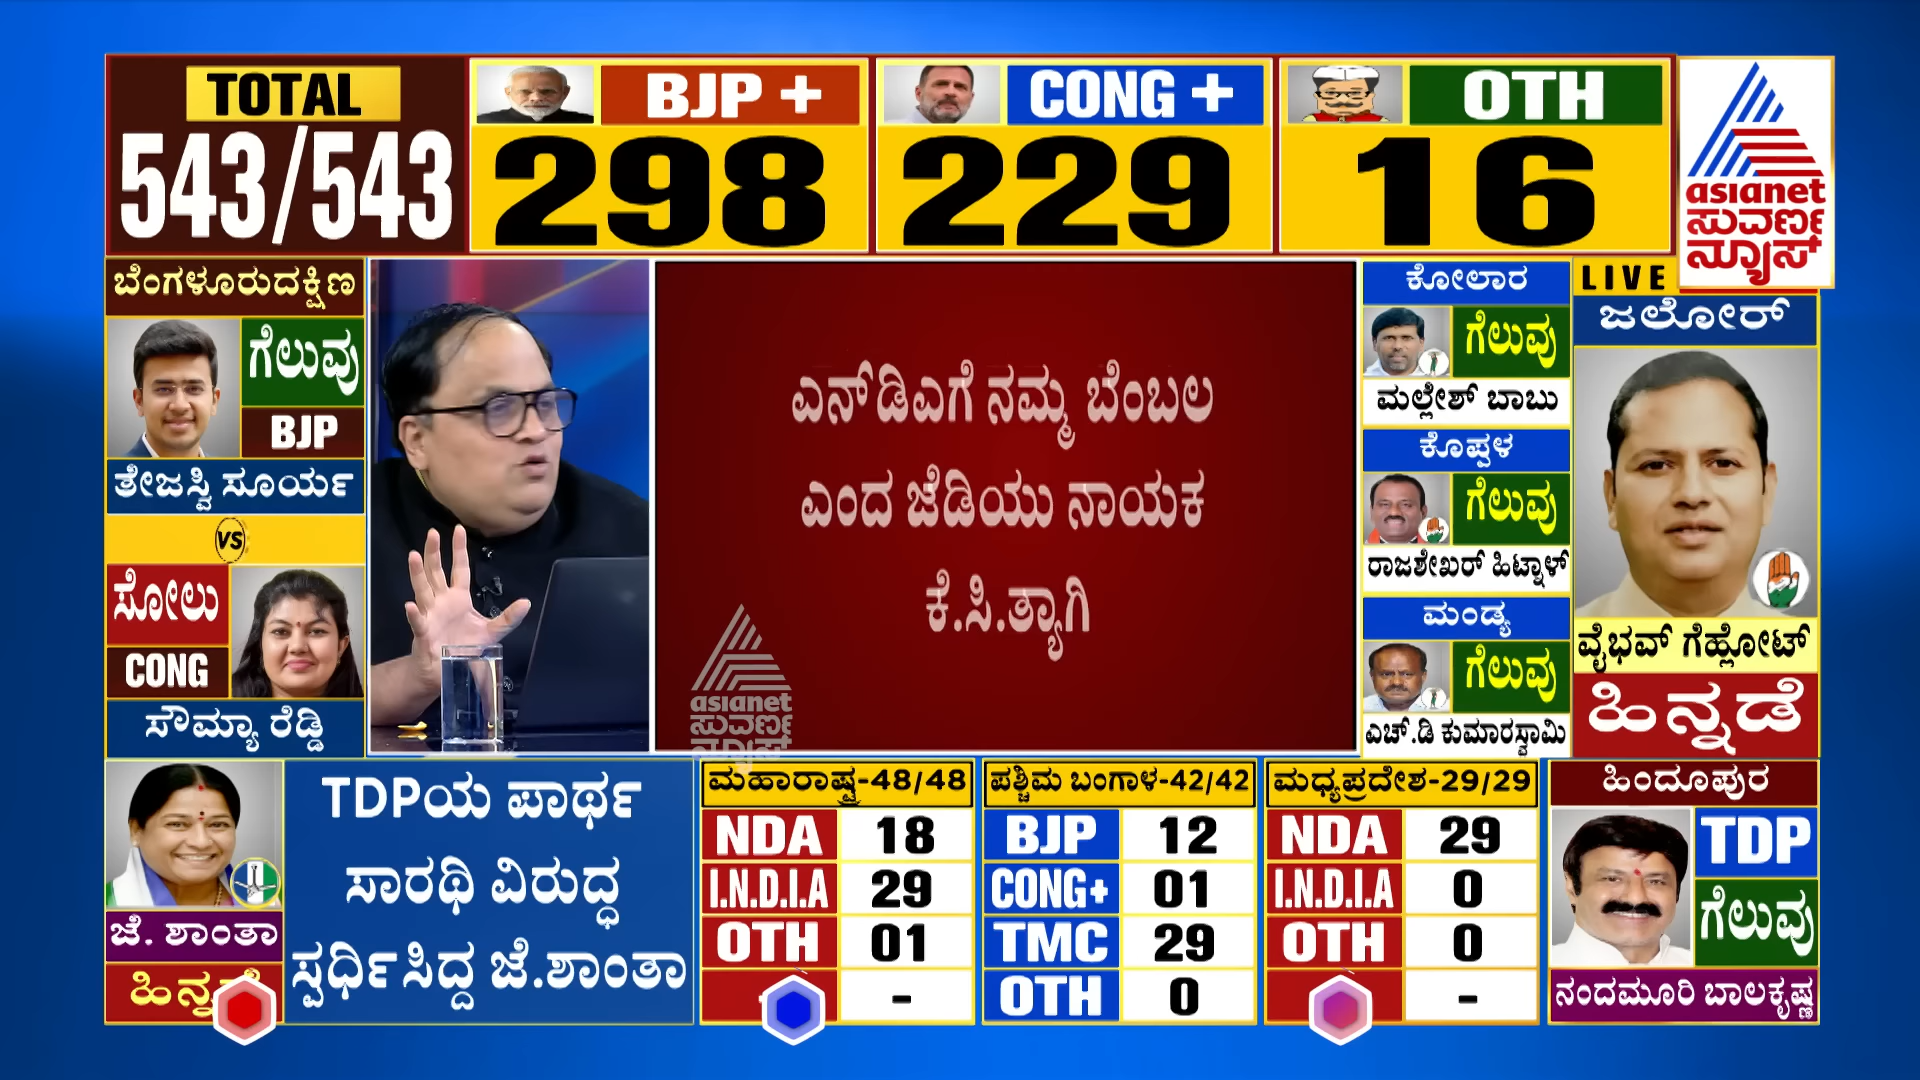 TOTAL
543/543
BJP +
298
CONG +
229
OTH
16
asianet
ಸುವರ್ಣ
ನ್ಯೂಸ್
LIVE
ಬೆಂಗಳೂರುದಕ್ಷಿಣ
ಗೆಲುವು
BJP
ತೇಜಸ್ವಿ ಸೂರ್ಯ
VS
ಸೋಲು
CONG
ಸೌಮ್ಯಾ ರೆಡ್ಡಿ
ಎನ್‌ಡಿಎಗೆ ನಮ್ಮ ಬೆಂಬಲ
ಎಂದ ಜೆಡಿಯು ನಾಯಕ
ಕೆ.ಸಿ.ತ್ಯಾಗಿ
asianet
ಸುವರ್ಣ
ನ್ಯೂಸ್
ಕೋಲಾರ
ಗೆಲುವು
ಮಲ್ಲೇಶ್ ಬಾಬು
ಕೊಪ್ಪಳ
ಗೆಲುವು
ರಾಜಶೇಖರ್ ಹಿಟ್ನಾಳ್
ಮಂಡ್ಯ
ಗೆಲುವು
ಎಚ್.ಡಿ ಕುಮಾರಸ್ವಾಮಿ
ಜಲೋರ್
ವೈಭವ್ ಗೆಹ್ಲೋಟ್
ಹಿನ್ನಡೆ
ಜೆ. ಶಾಂತಾ
TDPಯ ಪಾರ್ಥ
ಸಾರಥಿ ವಿರುದ್ಧ
ಸ್ಪರ್ಧಿಸಿದ್ದ ಜೆ.ಶಾಂತಾ
ಮಹಾರಾಷ್ಟ್ರ-48/48
NDA 18
I.N.D.I.A 29
OTH 01
-
ಪಶ್ಚಿಮ ಬಂಗಾಳ-42/42
BJP 12
CONG+ 01
TMC 29
OTH 0
ಮಧ್ಯಪ್ರದೇಶ-29/29
NDA 29
I.N.D.I.A 0
OTH 0
-
ಹಿಂದೂಪುರ
TDP
ಗೆಲುವು
ನಂದಮೂರಿ ಬಾಲಕೃಷ್ಣ